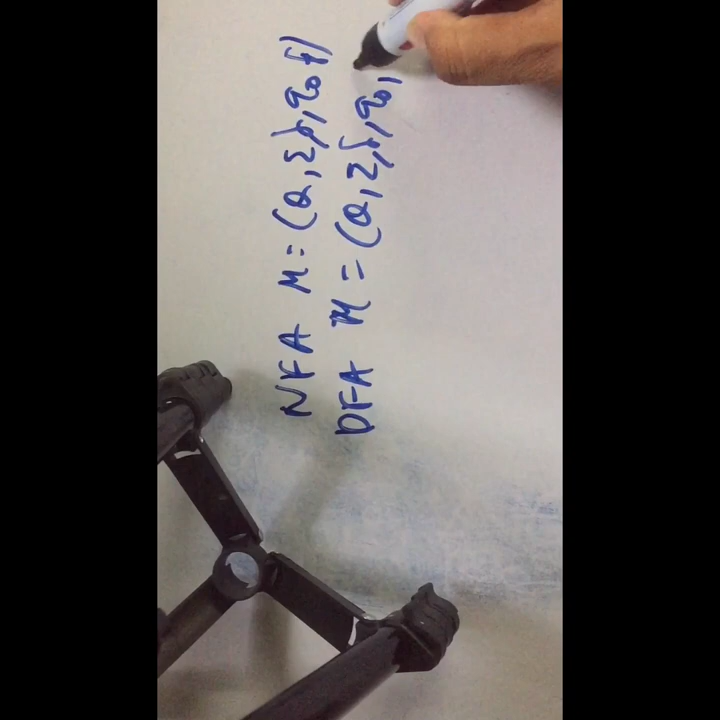 NFA M = (Q, Σ, δ, q₀ F)
DFA M = (Q, Σ, δ, q₀,